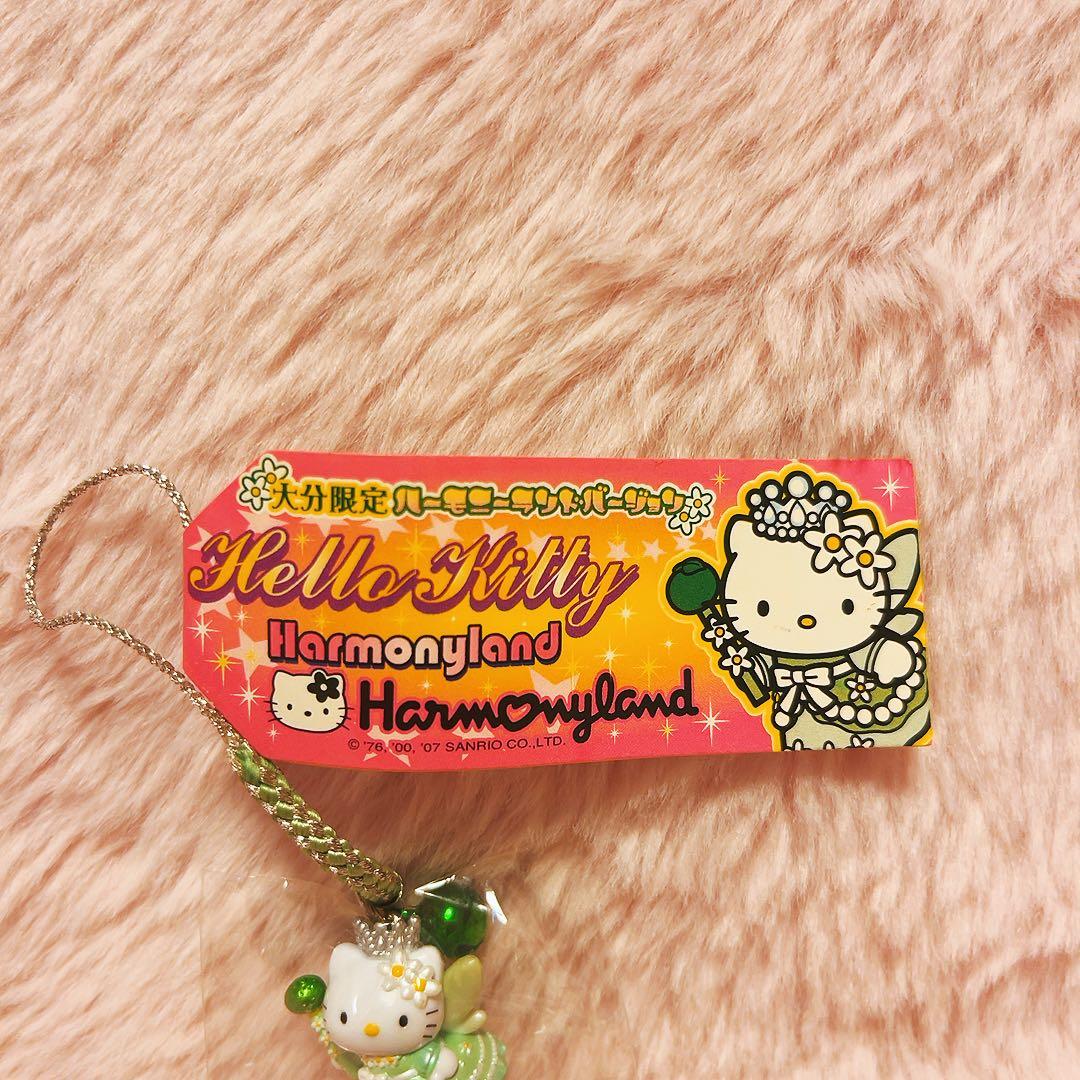 大分限定 ハーモニーランド・バージョン
Hello Kitty
Harmonyland
Harmonyland
© '76, '00, '07 SANRIO CO.,LTD.